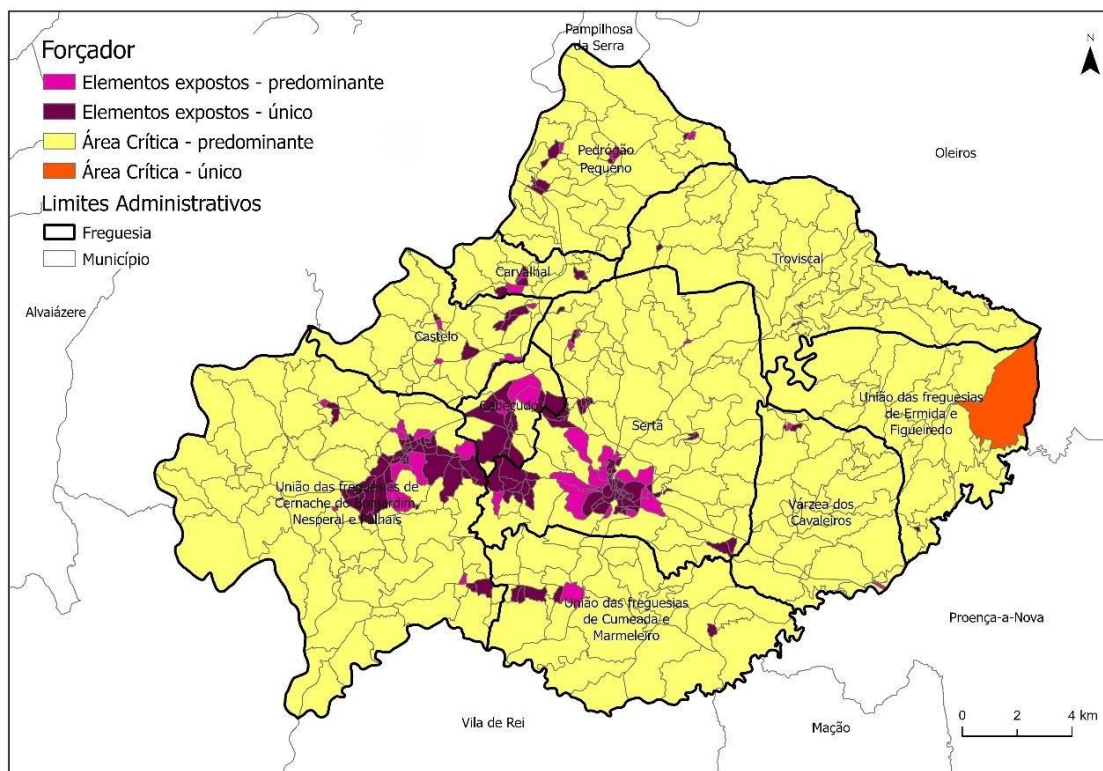 Forçador
Elementos expostos - predominante
Elementos expostos - único
Área Crítica - predominante
Área Crítica - único
Limites Administrativos
Freguesia
Município
Pampilhosa
da Serra
N
Oleiros
Pedrógão
Pequeno
Troviscal
Carvalhal
Alvaiázere
Castelo
União das freguesias
de Ermida e
Figueiredo
Cabeçudo
Sertã
União das freguesias de
Cernache do Bonjardim,
Nesperal e Palhais
Várzea dos
Cavaleiros
União das freguesias
de Cumeada e
Marmeleiro
Proença-a-Nova
Vila de Rei
Mação
0 2 4 km